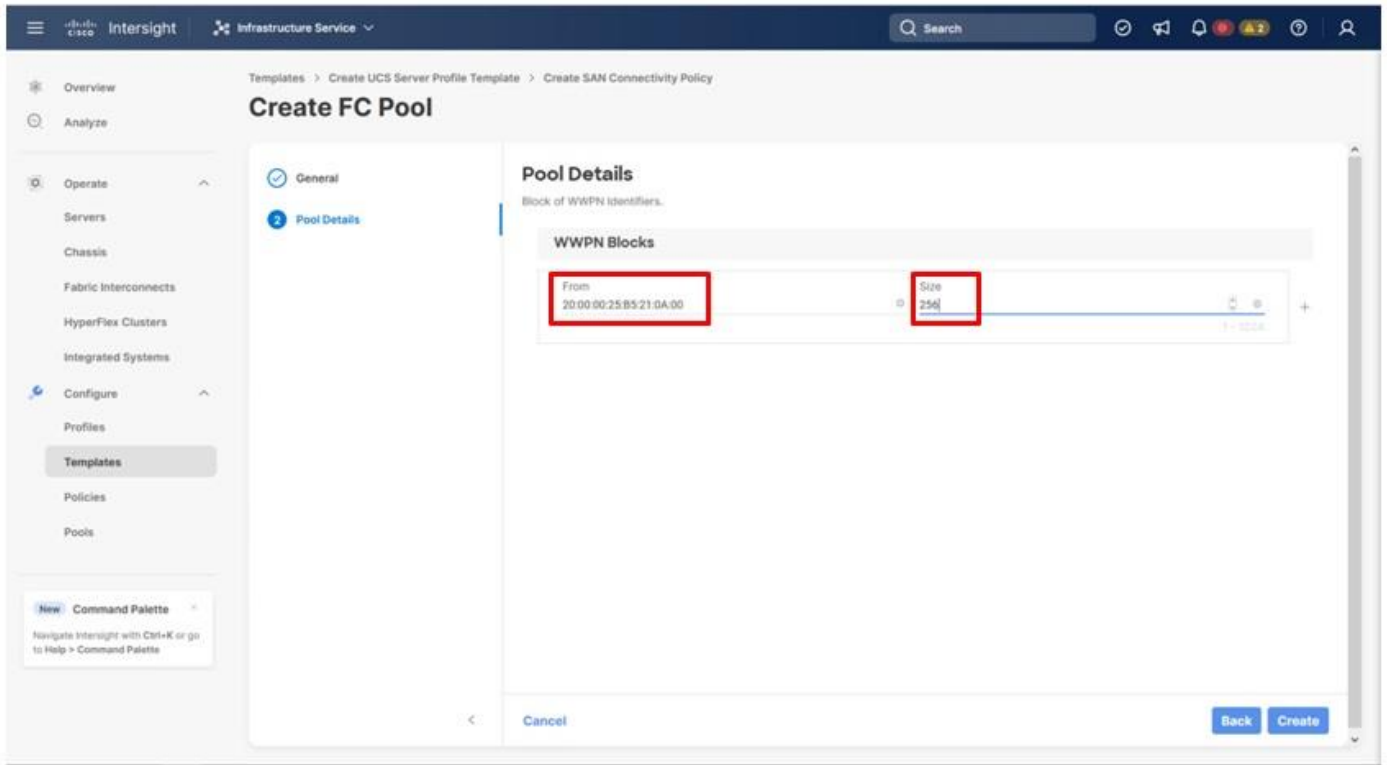 CISCO Intersight Infrastructure Service Search 2
Overview
Analyze
Operate
Servers
Chassis
Fabric Interconnects
HyperFlex Clusters
Integrated Systems
Configure
Profiles
Templates
Policies
Pools
New Command Palette
Navigate Intersight with Ctrl+K or go
to Help > Command Palette
Templates > Create UCS Server Profile Template > Create SAN Connectivity Policy
Create FC Pool
General
2 Pool Details
Pool Details
Block of WWPN Identifiers.
WWPN Blocks
From
20:00:00:25:B5:21:0A:00
Size
256
Cancel
Back
Create